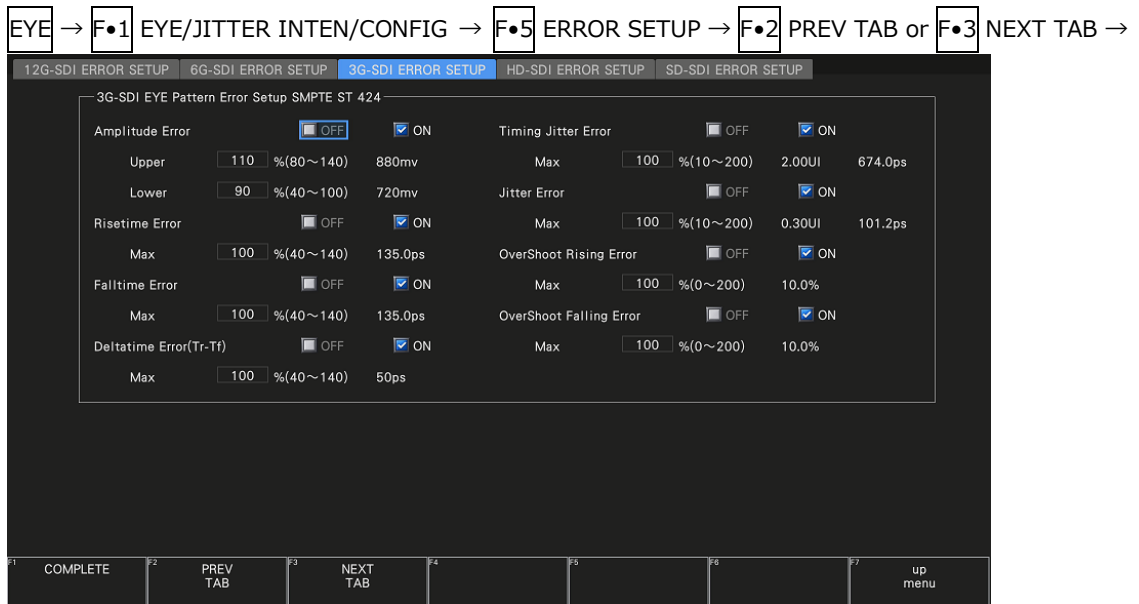 EYE → F•1 EYE/JITTER INTEN/CONFIG → F•5 ERROR SETUP → F•2 PREV TAB or F•3 NEXT TAB →
12G-SDI ERROR SETUP 6G-SDI ERROR SETUP 3G-SDI ERROR SETUP HD-SDI ERROR SETUP SD-SDI ERROR SETUP
3G-SDI EYE Pattern Error Setup SMPTE ST 424
Amplitude Error OFF ON
Upper 110 %(80～140) 880mv
Lower 90 %(40～100) 720mv
Risetime Error OFF ON
Max 100 %(40～140) 135.0ps
Falltime Error OFF ON
Max 100 %(40～140) 135.0ps
Deltatime Error(Tr-Tf) OFF ON
Max 100 %(40～140) 50ps
Timing Jitter Error OFF ON
Max 100 %(10～200) 2.00UI 674.0ps
Jitter Error OFF ON
Max 100 %(10～200) 0.30UI 101.2ps
OverShoot Rising Error OFF ON
Max 100 %(0～200) 10.0%
OverShoot Falling Error OFF ON
Max 100 %(0～200) 10.0%
F1 COMPLETE
F2 PREV
TAB
F3 NEXT
TAB
F4
F5
F6
F7 up
menu